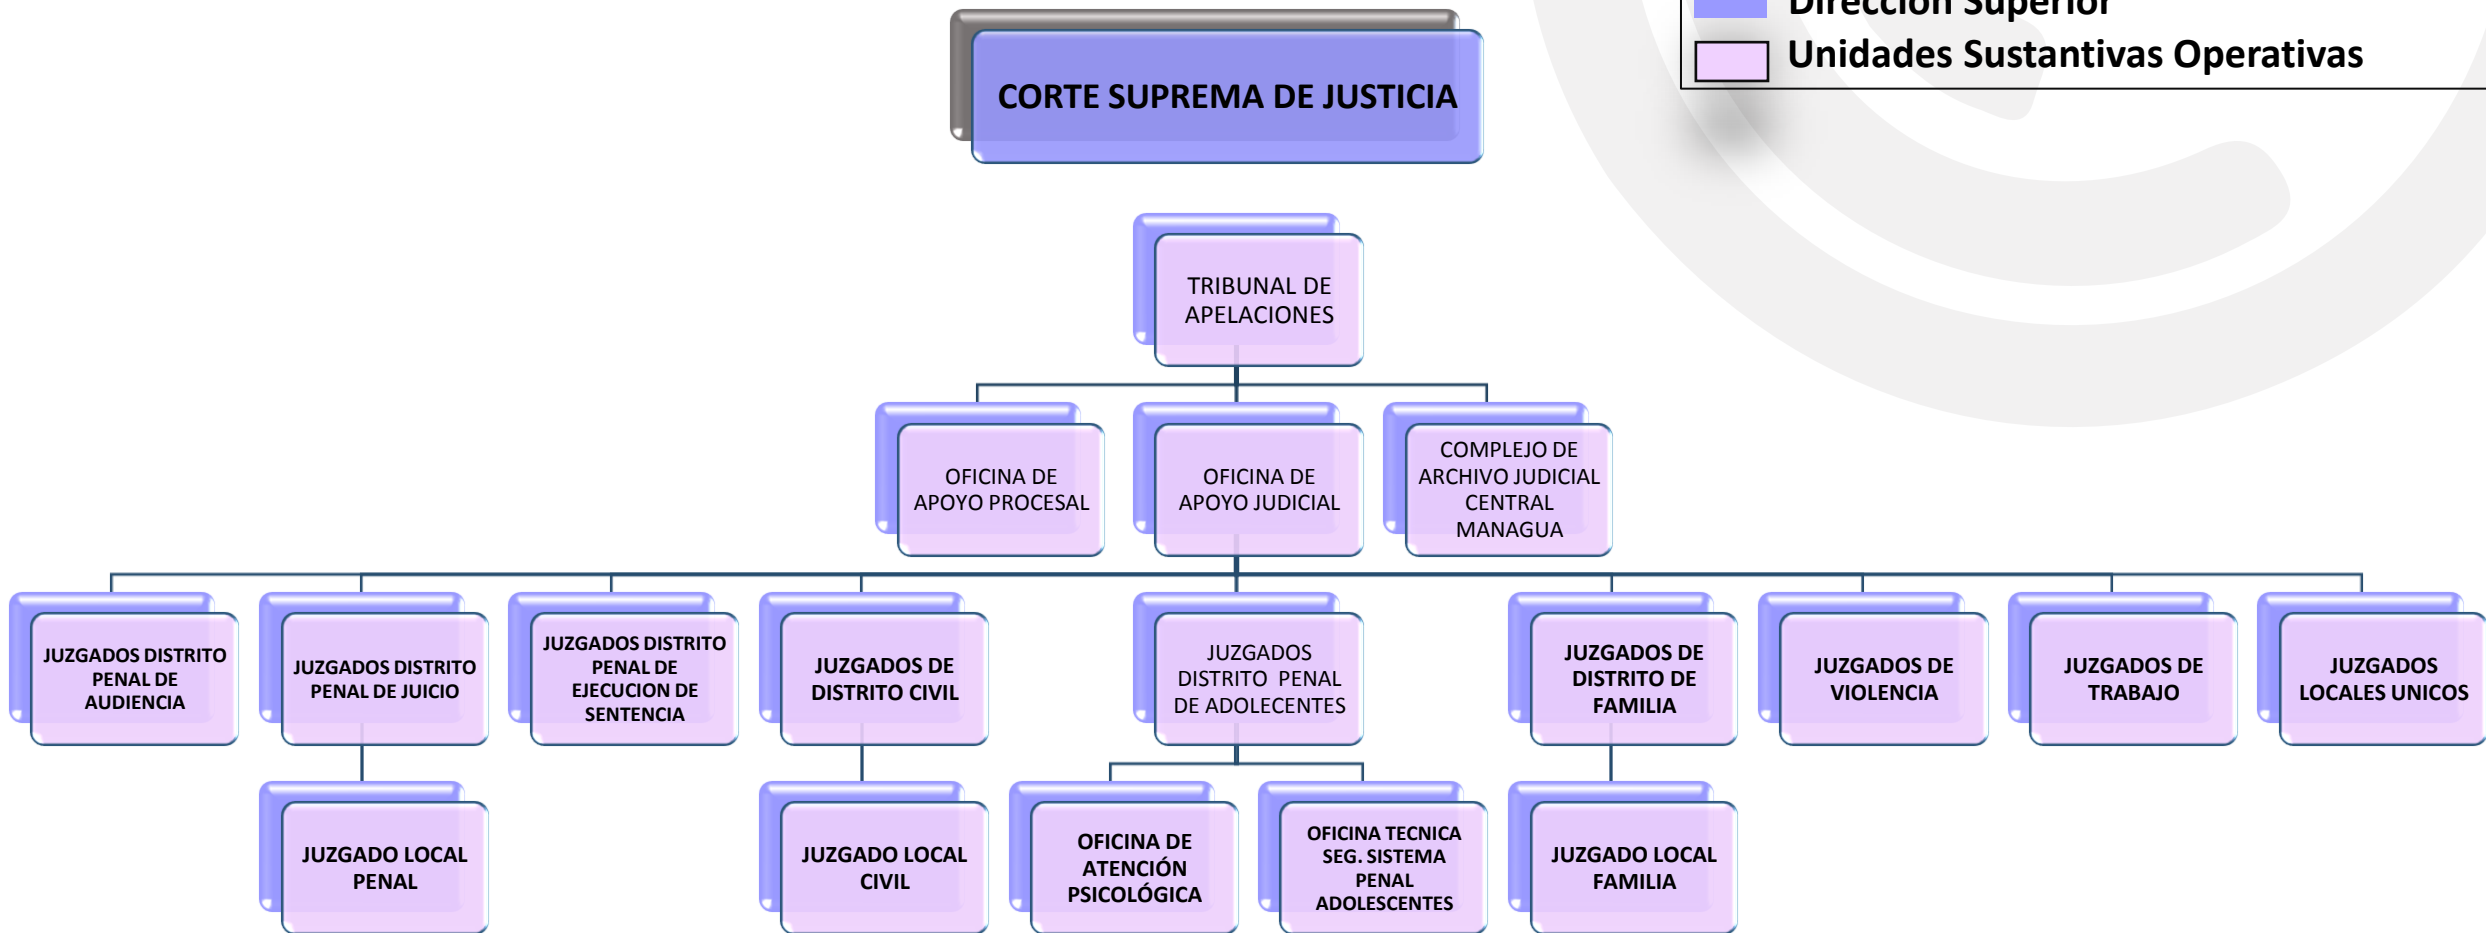 Dirección Superior
Unidades Sustantivas Operativas
CORTE SUPREMA DE JUSTICIA
TRIBUNAL DE
APELACIONES
OFICINA DE
APOYO PROCESAL
OFICINA DE
APOYO JUDICIAL
COMPLEJO DE
ARCHIVO JUDICIAL
CENTRAL
MANAGUA
JUZGADOS DISTRITO
PENAL DE
AUDIENCIA
JUZGADOS DISTRITO
PENAL DE JUICIO
JUZGADOS DISTRITO
PENAL DE
EJECUCION DE
SENTENCIA
JUZGADOS DE
DISTRITO CIVIL
JUZGADOS
DISTRITO PENAL
DE ADOLECENTES
JUZGADOS DE
DISTRITO DE
FAMILIA
JUZGADOS DE
VIOLENCIA
JUZGADOS DE
TRABAJO
JUZGADOS
LOCALES UNICOS
JUZGADO LOCAL
PENAL
JUZGADO LOCAL
CIVIL
OFICINA DE
ATENCIÓN
PSICOLÓGICA
OFICINA TECNICA
SEG. SISTEMA
PENAL
ADOLESCENTES
JUZGADO LOCAL
FAMILIA